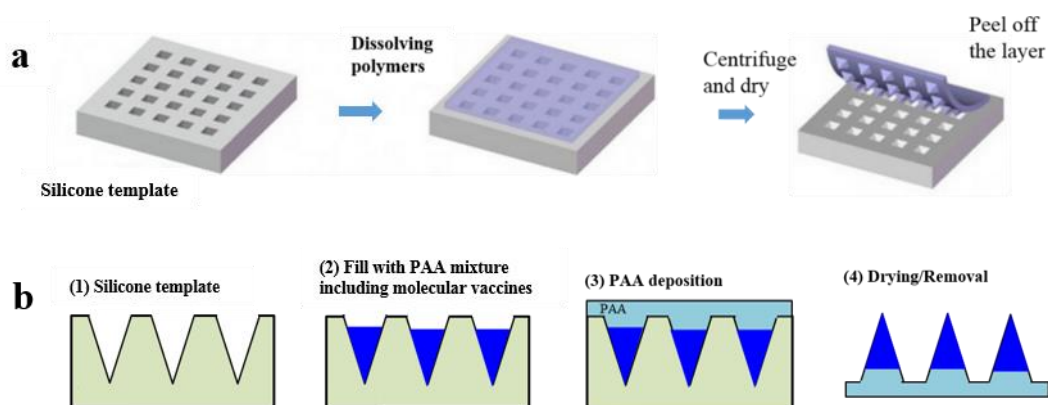 a
Dissolving
polymers
Centrifuge
and dry
Peel off
the layer
Silicone template
b
(1) Silicone template
(2) Fill with PAA mixture
including molecular vaccines
(3) PAA deposition
PAA
(4) Drying/Removal